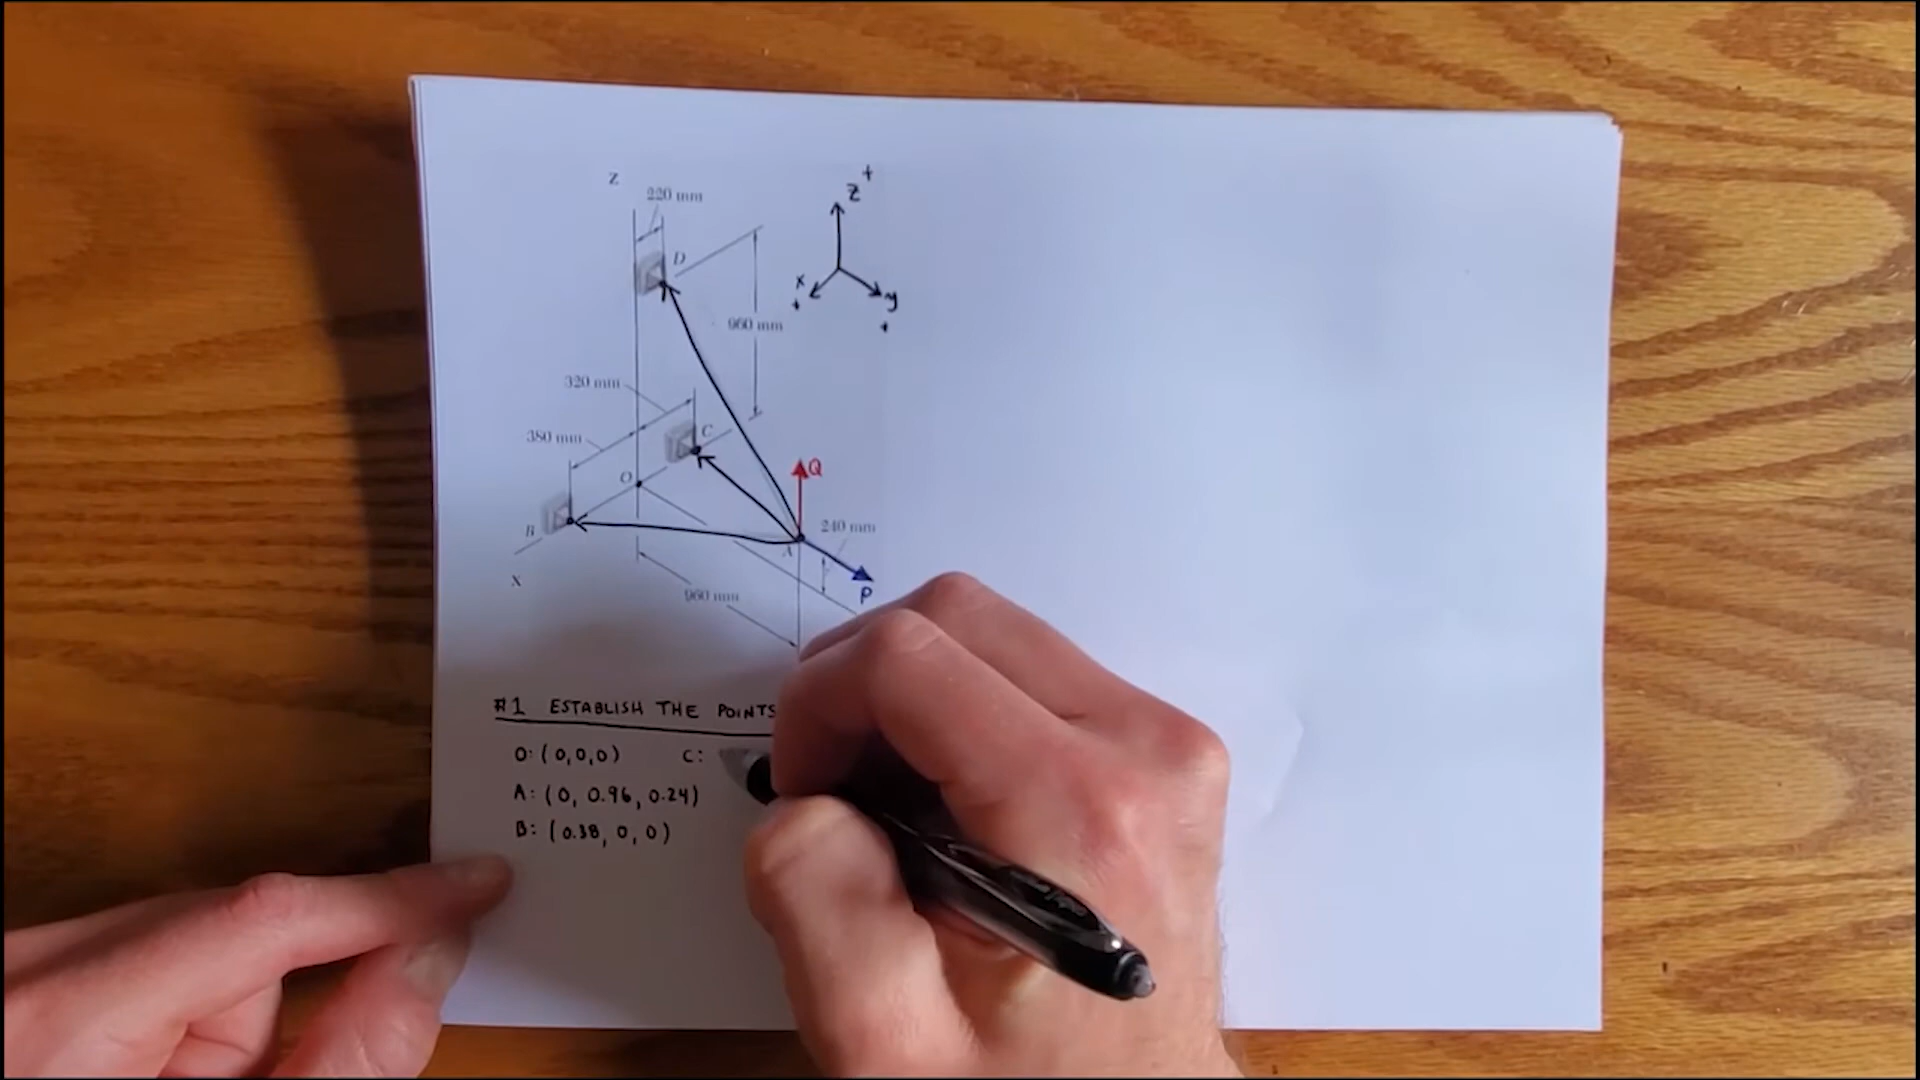 z
220 mm
z +
D
x +
y +
960 mm
320 mm
C
380 mm
O
Q
B
240 mm
A
x
960 mm
P
#1 ESTABLISH THE POINTS
O: (0,0,0) C:
A: (0, 0.96, 0.24)
B: (0.38, 0, 0)